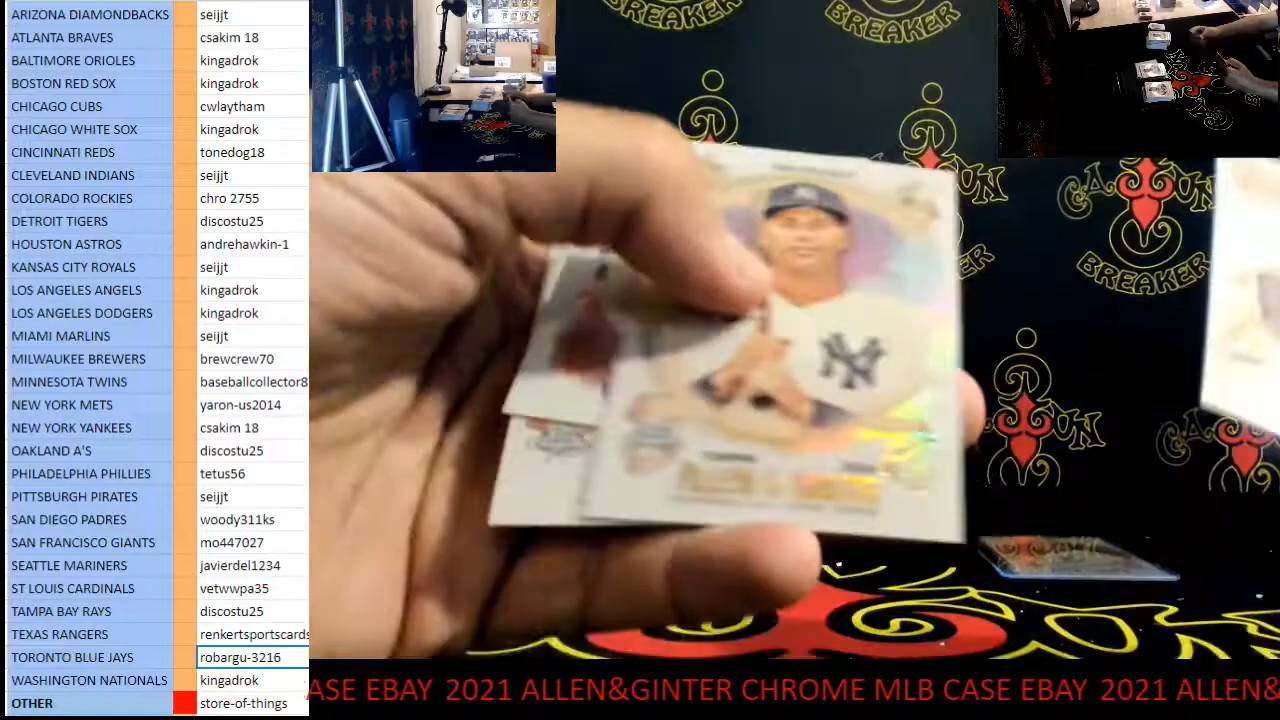 ARIZONA DIAMONDBACKS seijjt
ATLANTA BRAVES csakim 18
BALTIMORE ORIOLES kingadrok
BOSTON RED SOX kingadrok
CHICAGO CUBS cwlaytham
CHICAGO WHITE SOX kingadrok
CINCINNATI REDS tonedog18
CLEVELAND INDIANS seijjt
COLORADO ROCKIES chro 2755
DETROIT TIGERS discostu25
HOUSTON ASTROS andrehawkin-1
KANSAS CITY ROYALS seijjt
LOS ANGELES ANGELS kingadrok
LOS ANGELES DODGERS kingadrok
MIAMI MARLINS seijjt
MILWAUKEE BREWERS brewcrew70
MINNESOTA TWINS baseballcollector8
NEW YORK METS yaron-us2014
NEW YORK YANKEES csakim 18
OAKLAND A'S discostu25
PHILADELPHIA PHILLIES tetus56
PITTSBURGH PIRATES seijjt
SAN DIEGO PADRES woody311ks
SAN FRANCISCO GIANTS mo447027
SEATTLE MARINERS javierdel1234
ST LOUIS CARDINALS vetwwpa35
TAMPA BAY RAYS discostu25
TEXAS RANGERS renkertsportscards
TORONTO BLUE JAYS robargu-3216
WASHINGTON NATIONALS kingadrok
OTHER store-of-things
BREAKER
BREAKER
CAJUN
BREAKER
NY
ALLEN & GINTER
ASE EBAY 2021 ALLEN&GINTER CHROME MLB CASE EBAY 2021 ALLEN&